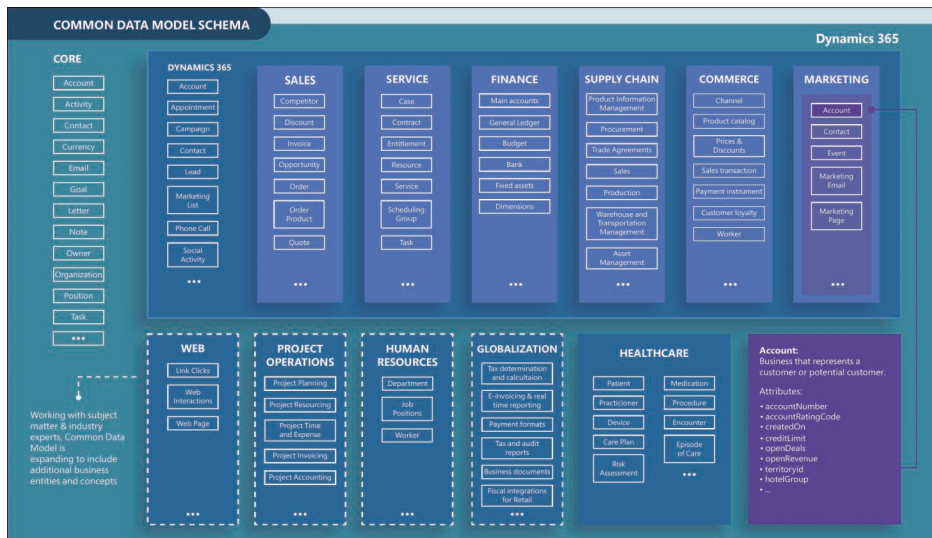 COMMON DATA MODEL SCHEMA
Dynamics 365
CORE
Account
Activity
Contact
Currency
Email
Goal
Letter
Note
Owner
Organization
Position
Task
...
DYNAMICS 365
Account
Appointment
Campaign
Contact
Lead
Marketing
List
Phone Call
Social
Activity
...
SALES
Competitor
Discount
Invoice
Opportunity
Order
Order
Product
Quote
...
SERVICE
Case
Contract
Entitlement
Resource
Service
Scheduling
Group
Task
...
FINANCE
Main accounts
General Ledger
Budget
Bank
Fixed assets
Dimensions
...
SUPPLY CHAIN
Product Information
Management
Procurement
Trade Agreements
Sales
Production
Warehouse and
Transportation
Management
Asset
Management
...
COMMERCE
Channel
Product catalog
Prices &
Discounts
Sales transaction
Payment instrument
Customer loyalty
Worker
...
MARKETING
Account
Contact
Event
Marketing
Email
Marketing
Page
...
Working with subject
matter & industry
experts, Common Data
Model is
expanding to include
additional business
entities and concepts
WEB
Link Clicks
Web
Interactions
Web Page
...
PROJECT
OPERATIONS
Project Planning
Project Resourcing
Project Time
and Expense
Project Invoicing
Project Accounting
...
HUMAN
RESOURCES
Department
Job
Positions
Worker
...
GLOBALIZATION
Tax determination
and calcultaion
E-invoicing & real
time reporting
Payment formats
Tax and audit
reports
Business documents
Fiscal integrations
for Retail
...
HEALTHCARE
Patient
Practicioner
Device
Care Plan
Risk
Assessment
Medication
Procedure
Encounter
Episode
of Care
...
Account:
Business that represents a
customer or potential customer.
Attributes:
• accountNumber
• accountRatingCode
• createdOn
• creditLimit
• openDeals
• openRevenue
• territoryid
• hotelGroup
• ...